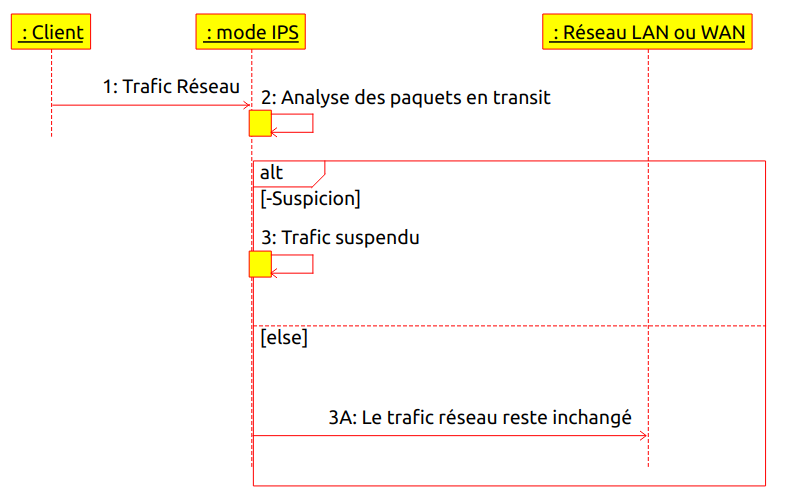 : Client
: mode IPS
: Réseau LAN ou WAN
1: Trafic Réseau
2: Analyse des paquets en transit
alt
[-Suspicion]
3: Trafic suspendu
[else]
3A: Le trafic réseau reste inchangé